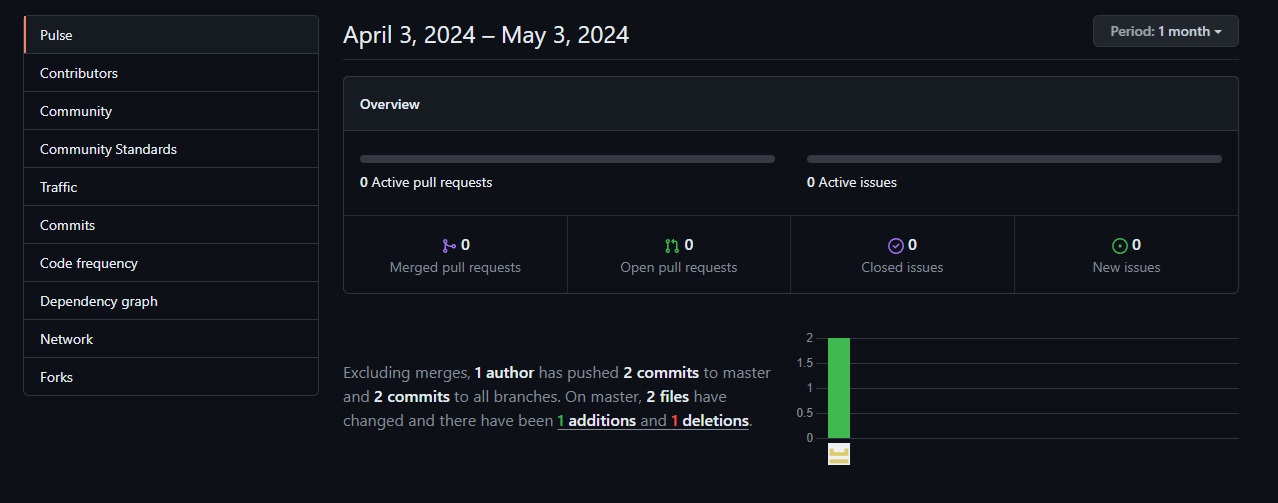 Pulse
Contributors
Community
Community Standards
Traffic
Commits
Code frequency
Dependency graph
Network
Forks
April 3, 2024 – May 3, 2024
Period: 1 month
Overview
0 Active pull requests
0 Active issues
0
Merged pull requests
0
Open pull requests
0
Closed issues
0
New issues
Excluding merges, 1 author has pushed 2 commits to master
and 2 commits to all branches. On master, 2 files have
changed and there have been 1 additions and 1 deletions.
2
1.5
1
0.5
0